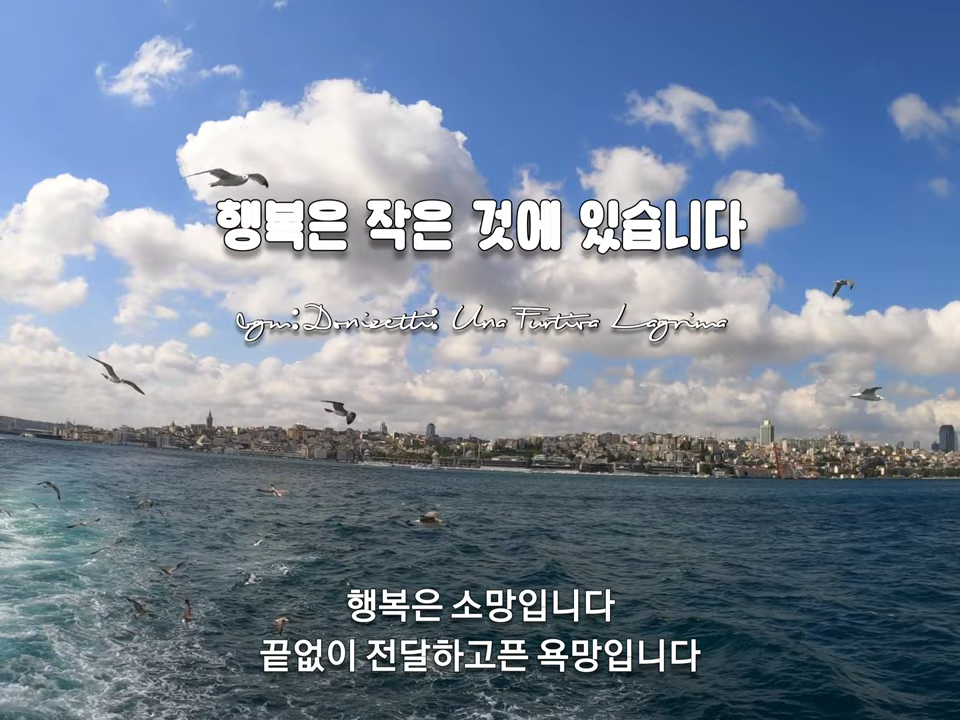 행복은 작은 것에 있습니다
bgm:Donizetti: Una Furtiva Lagrima
행복은 소망입니다
끝없이 전달하고픈 욕망입니다